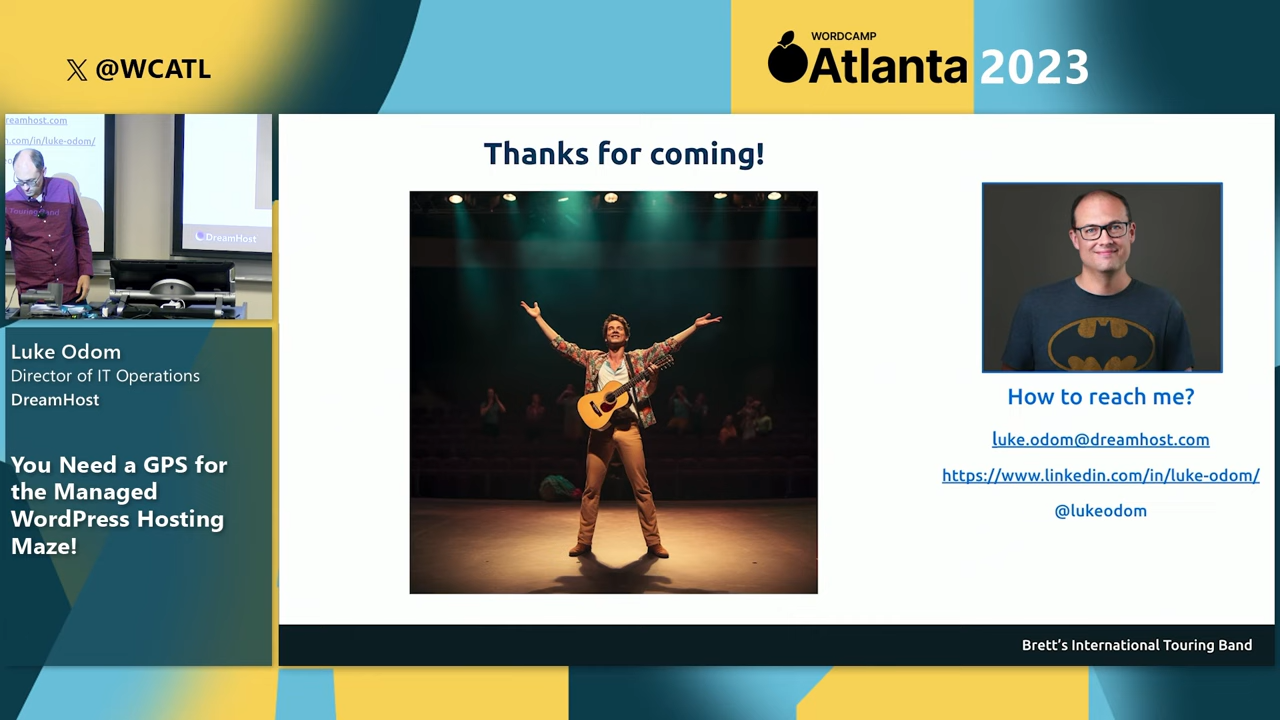 @WCATL
WORDCAMP
Atlanta 2023
reamhost.com
n.com/in/luke-odom/
Touring Band
DreamHost
Luke Odom
Director of IT Operations
DreamHost
You Need a GPS for
the Managed
WordPress Hosting
Maze!
Thanks for coming!
How to reach me?
luke.odom@dreamhost.com
https://www.linkedin.com/in/luke-odom/
@lukeodom
Brett’s International Touring Band